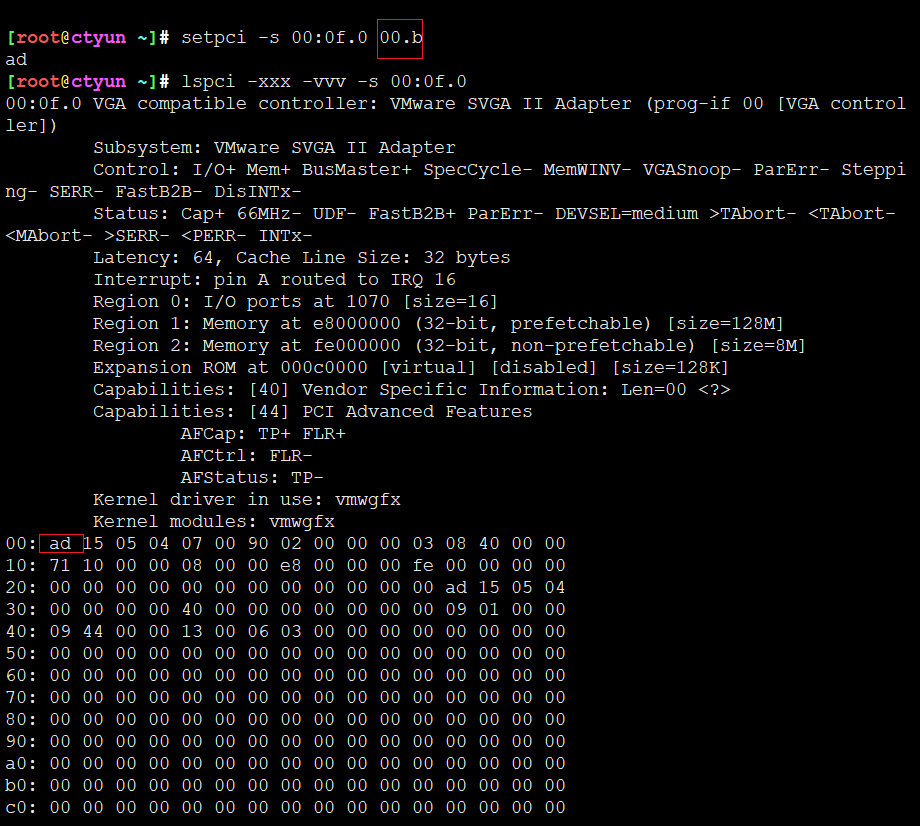 [root@ctyun ~]# setpci -s 00:0f.0 00.b
ad
[root@ctyun ~]# lspci -xxx -vvv -s 00:0f.0
00:0f.0 VGA compatible controller: VMware SVGA II Adapter (prog-if 00 [VGA control
ler])
        Subsystem: VMware SVGA II Adapter
        Control: I/O+ Mem+ BusMaster+ SpecCycle- MemWINV- VGASnoop- ParErr- Steppi
ng- SERR- FastB2B- DisINTx-
        Status: Cap+ 66MHz- UDF- FastB2B+ ParErr- DEVSEL=medium >TAbort- <TAbort-
<MAbort- >SERR- <PERR- INTx-
        Latency: 64, Cache Line Size: 32 bytes
        Interrupt: pin A routed to IRQ 16
        Region 0: I/O ports at 1070 [size=16]
        Region 1: Memory at e8000000 (32-bit, prefetchable) [size=128M]
        Region 2: Memory at fe000000 (32-bit, non-prefetchable) [size=8M]
        Expansion ROM at 000c0000 [virtual] [disabled] [size=128K]
        Capabilities: [40] Vendor Specific Information: Len=00 <?>
        Capabilities: [44] PCI Advanced Features
                AFCap: TP+ FLR+
                AFCtrl: FLR-
                AFStatus: TP-
        Kernel driver in use: vmwgfx
        Kernel modules: vmwgfx
00: ad 15 05 04 07 00 90 02 00 00 00 03 08 40 00 00
10: 71 10 00 00 08 00 00 e8 00 00 00 fe 00 00 00 00
20: 00 00 00 00 00 00 00 00 00 00 00 00 ad 15 05 04
30: 00 00 00 00 40 00 00 00 00 00 00 00 09 01 00 00
40: 09 44 00 00 13 00 06 03 00 00 00 00 00 00 00 00
50: 00 00 00 00 00 00 00 00 00 00 00 00 00 00 00 00
60: 00 00 00 00 00 00 00 00 00 00 00 00 00 00 00 00
70: 00 00 00 00 00 00 00 00 00 00 00 00 00 00 00 00
80: 00 00 00 00 00 00 00 00 00 00 00 00 00 00 00 00
90: 00 00 00 00 00 00 00 00 00 00 00 00 00 00 00 00
a0: 00 00 00 00 00 00 00 00 00 00 00 00 00 00 00 00
b0: 00 00 00 00 00 00 00 00 00 00 00 00 00 00 00 00
c0: 00 00 00 00 00 00 00 00 00 00 00 00 00 00 00 00